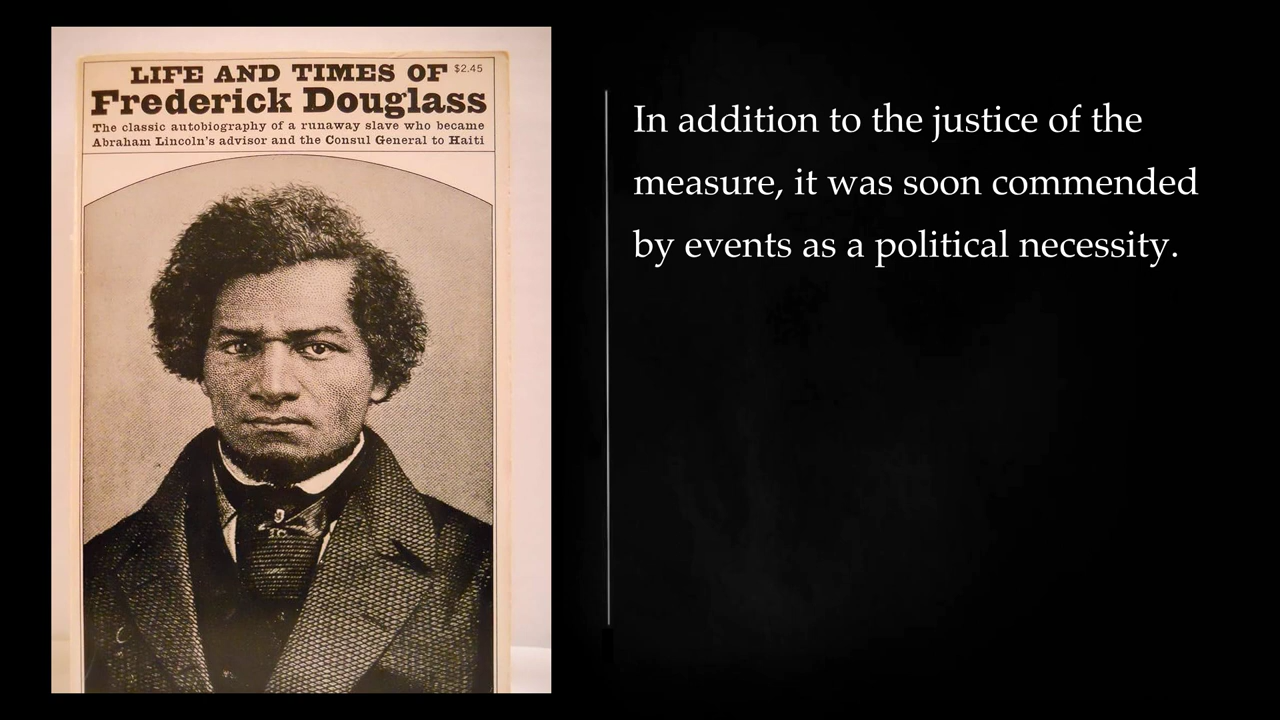 LIFE AND TIMES OF $2.45
Frederick Douglass
The classic autobiography of a runaway slave who became
Abraham Lincoln's advisor and the Consul General to Haiti
In addition to the justice of the
measure, it was soon commended
by events as a political necessity.